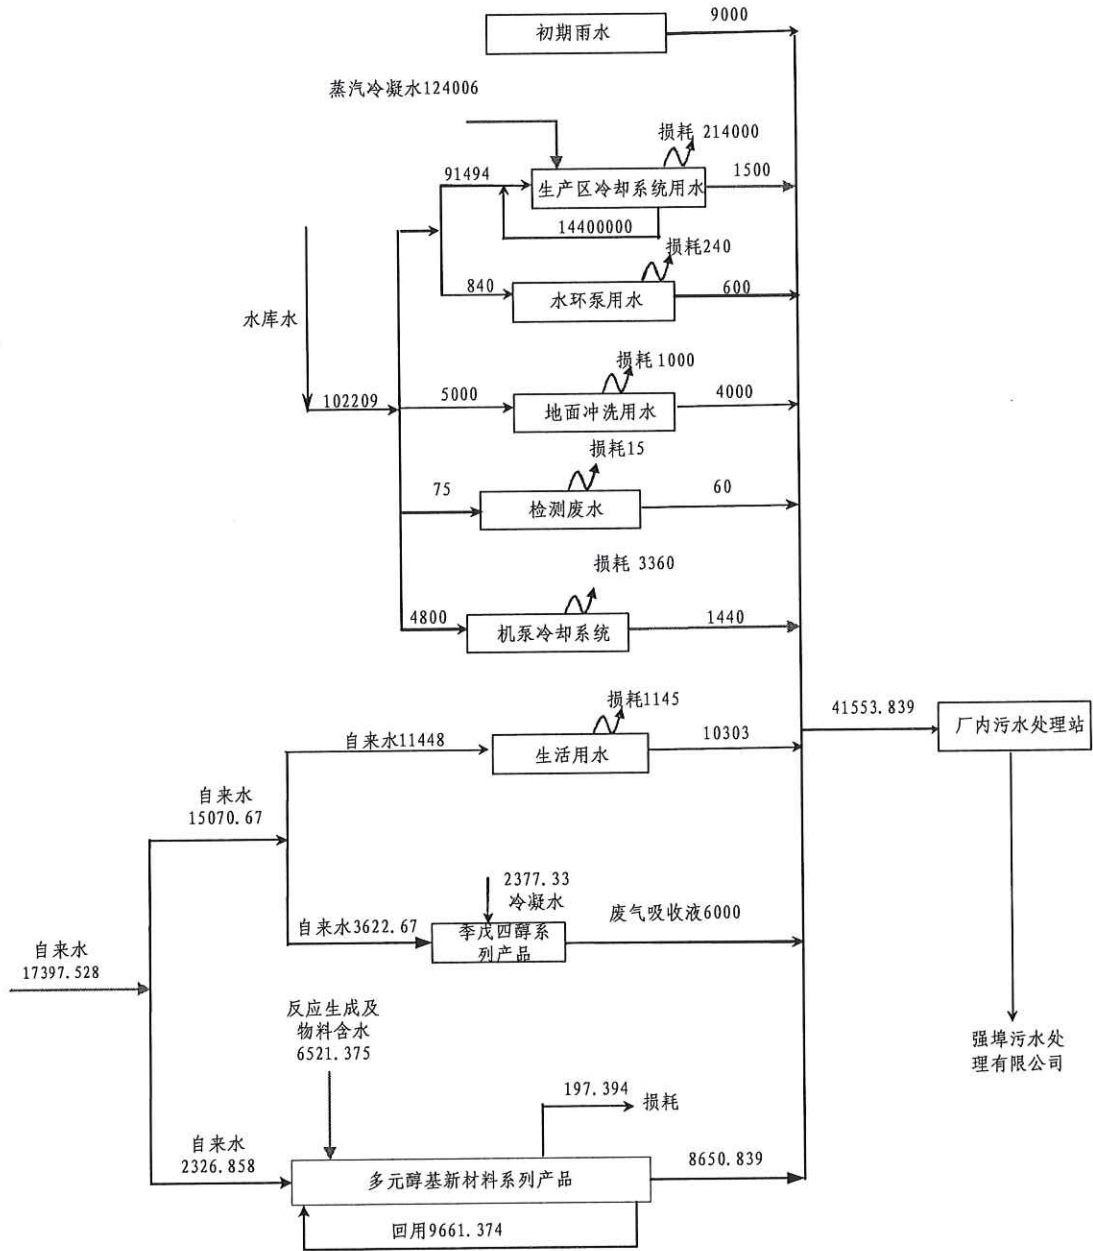 9000
初期雨水
蒸汽冷凝水124006
损耗 214000
91494
生产区冷却系统用水
1500
14400000
损耗240
840
水环泵用水
600
水库水
损耗 1000
102209
5000
地面冲洗用水
4000
损耗15
75
检测废水
60
损耗 3360
4800
机泵冷却系统
1440
损耗1145
41553.839
厂内污水处理站
自来水11448
生活用水
10303
自来水
15070.67
2377.33
冷凝水
自来水3622.67
季戊四醇系
列产品
废气吸收液6000
自来水
17397.528
反应生成及
物料含水
6521.375
强埠污水处
理有限公司
197.394
损耗
自来水
2326.858
多元醇基新材料系列产品
8650.839
回用9661.374